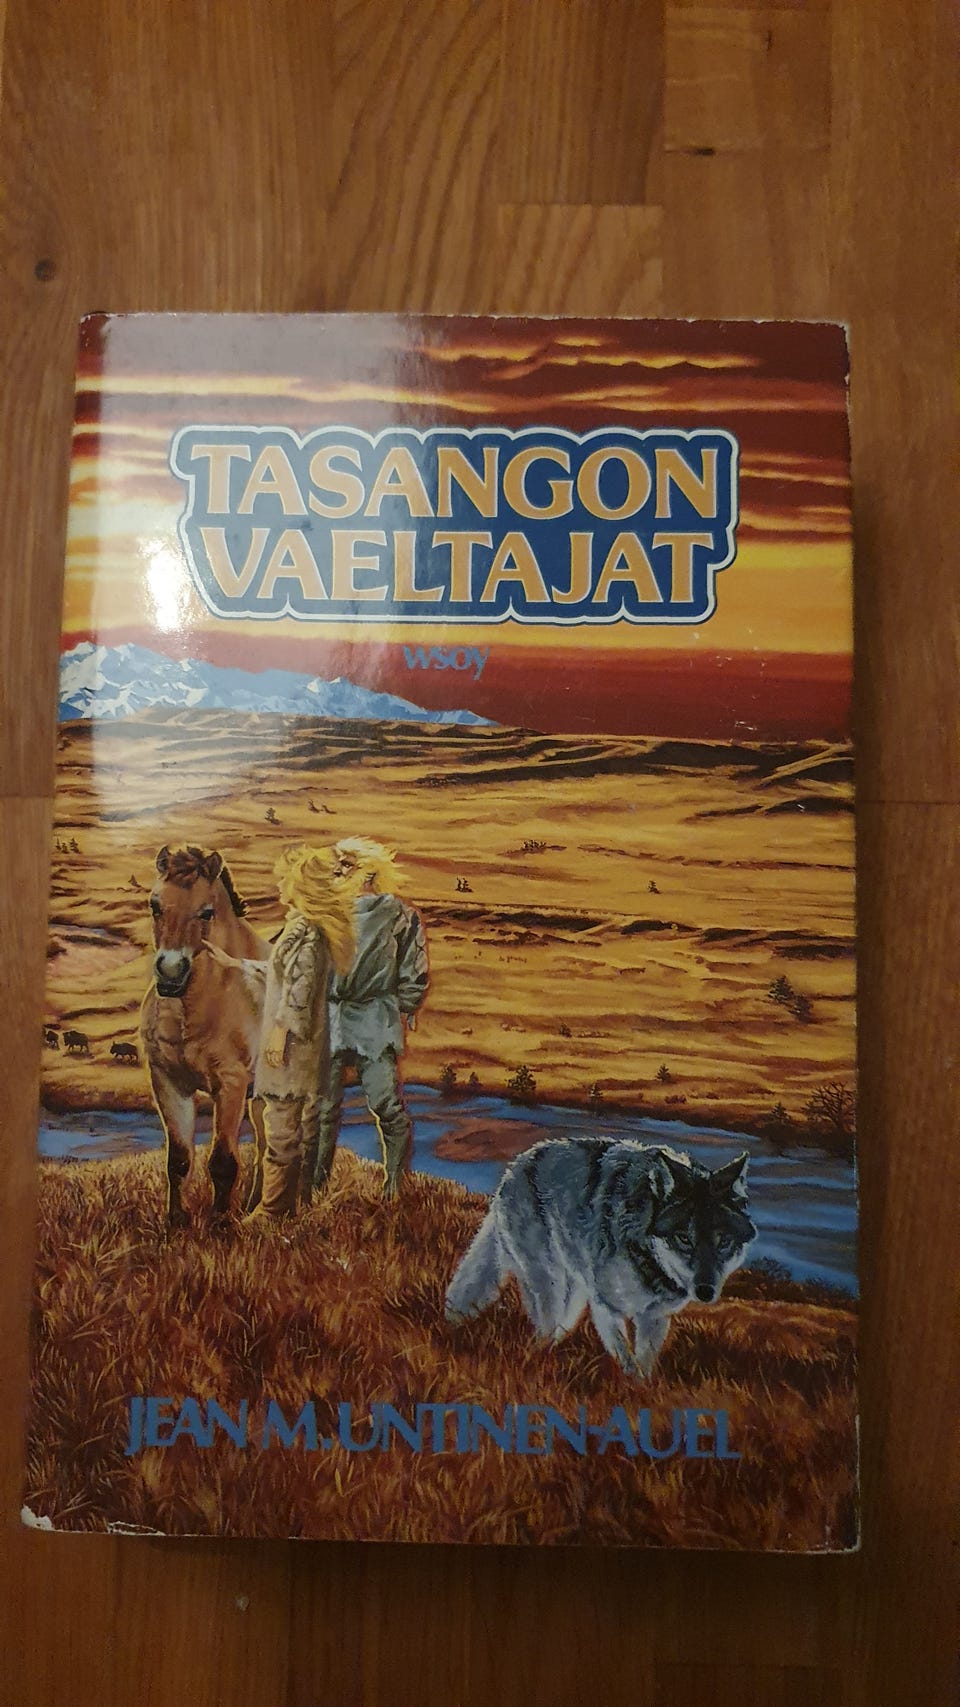 TASANGON
VAELTAJAT
wsoy
JEAN M. UNTINEN-AUEL